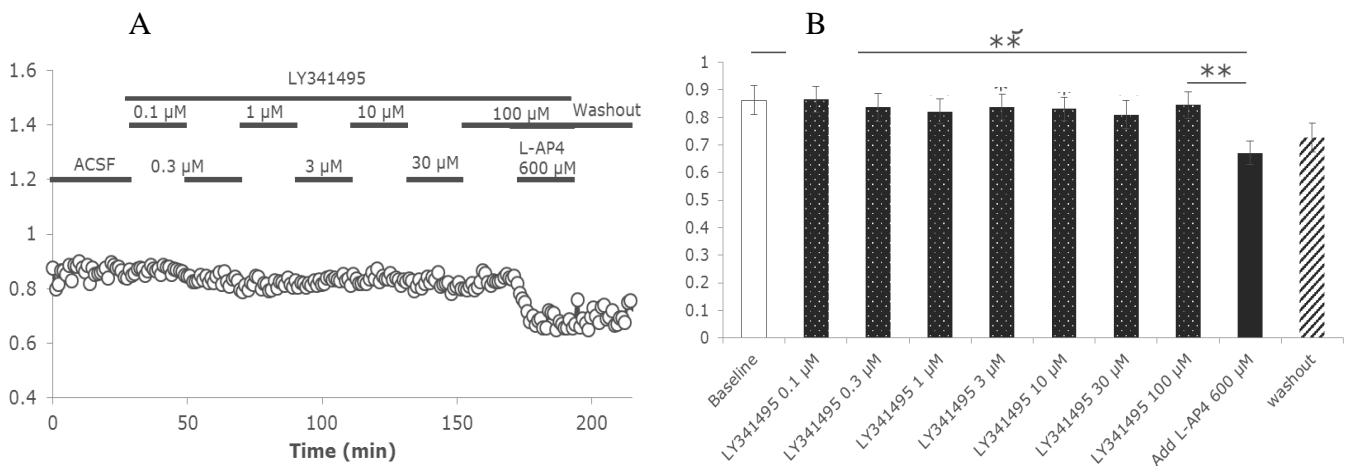 A
1.6
1.4
1.2
1
0.8
0.6
0.4
LY341495
0.1 µM
1 µM
10 µM
100 µM
Washout
ACSF
0.3 µM
3 µM
30 µM
L-AP4
600 µM
0
50
100
150
200
Time (min)
B
**
**
*
*
1
0.9
0.8
0.7
0.6
0.5
0.4
0.3
0.2
0.1
0
Baseline
LY341495 0.1 µM
LY341495 0.3 µM
LY341495 1 µM
LY341495 3 µM
LY341495 10 µM
LY341495 30 µM
LY341495 100 µM
Add L-AP4 600 µM
washout